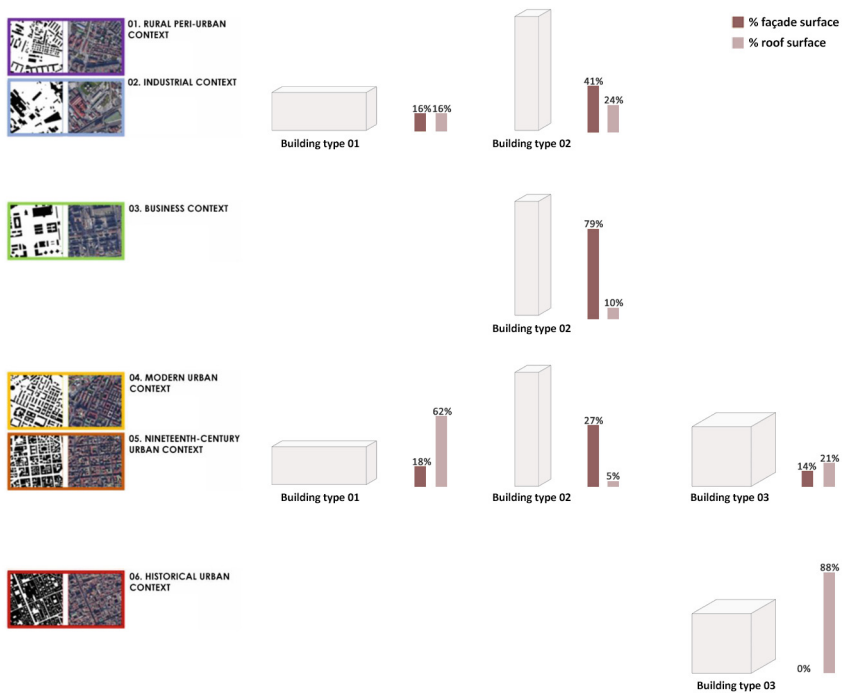 01. RURAL PERI-URBAN
CONTEXT
02. INDUSTRIAL CONTEXT
16%
16%
Building type 01
41%
24%
Building type 02
% façade surface
% roof surface
03. BUSINESS CONTEXT
79%
10%
Building type 02
04. MODERN URBAN
CONTEXT
05. NINETEENTH-CENTURY
URBAN CONTEXT
18%
62%
Building type 01
27%
5%
Building type 02
14%
21%
Building type 03
06. HISTORICAL URBAN
CONTEXT
0%
88%
Building type 03